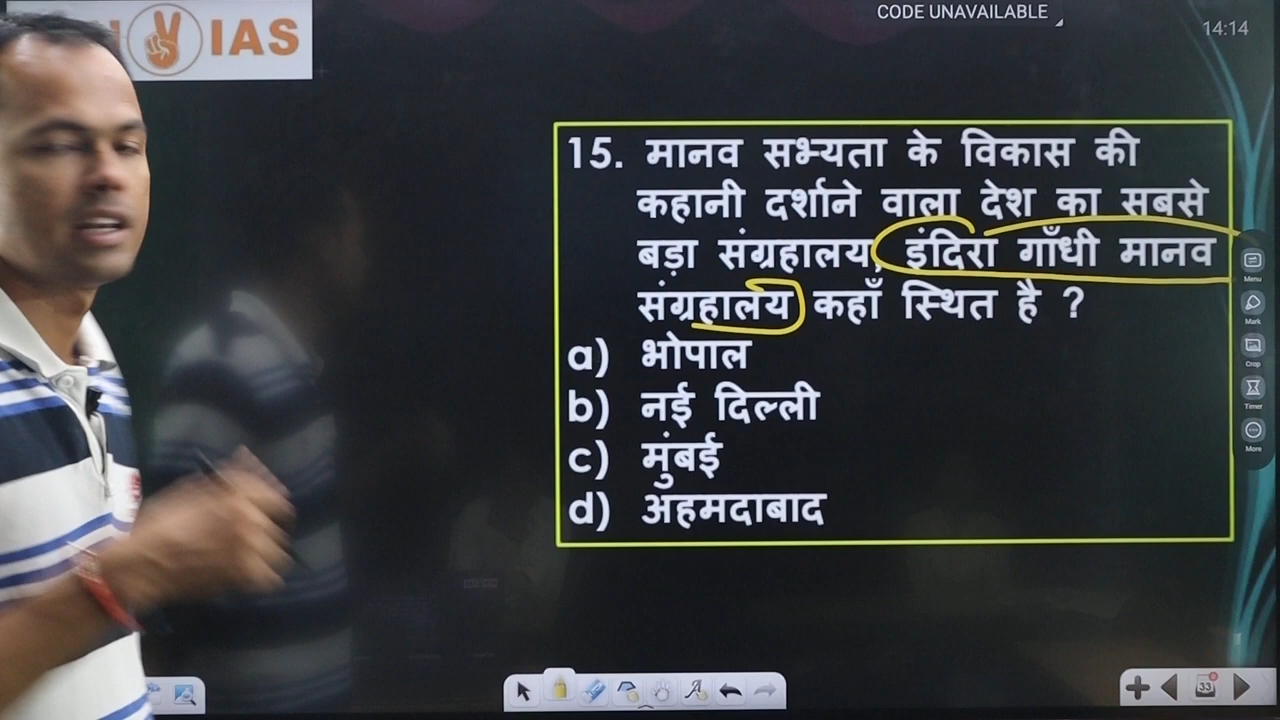 IAS
CODE UNAVAILABLE
14:14
15. मानव सभ्यता के विकास की
कहानी दर्शाने वाला देश का सबसे
बड़ा संग्रहालय, इंदिरा गाँधी मानव
संग्रहालय कहाँ स्थित है ?
a) भोपाल
b) नई दिल्ली
c) मुंबई
d) अहमदाबाद
Menu
Mark
Crop
Timer
More
33